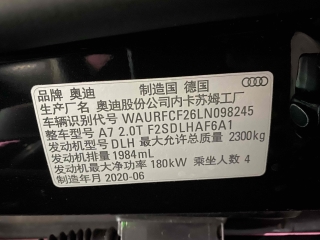 品牌 奥迪 制造国 德国
生产厂名 奥迪股份公司内卡苏姆工厂
车辆识别代号 WAURFCF26LN098245
整车型号 A7 2.0T F2SDLHAF6A1
发动机型号 DLH 最大允许总质量 2300kg
发动机排量 1984mL
发动机最大净功率 180kW 乘坐人数 4
制造年月 2020-06